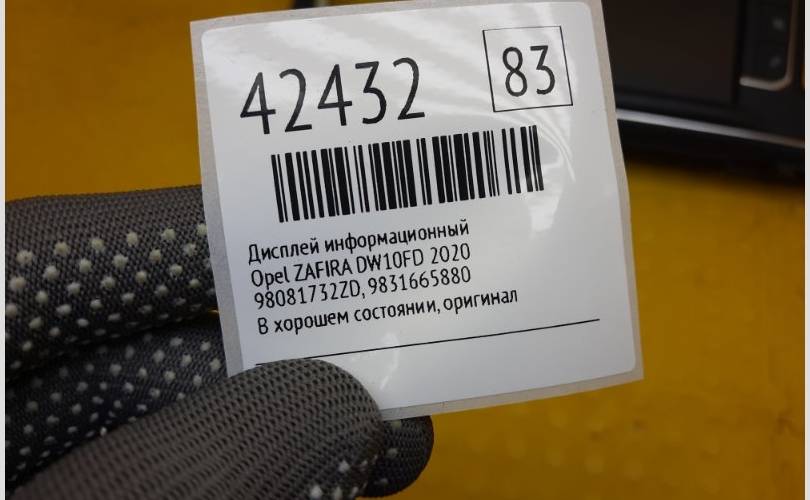 42432
83
Дисплей информационный
Opel ZAFIRA DW10FD 2020
98081732ZD, 9831665880
В хорошем состоянии, оригинал